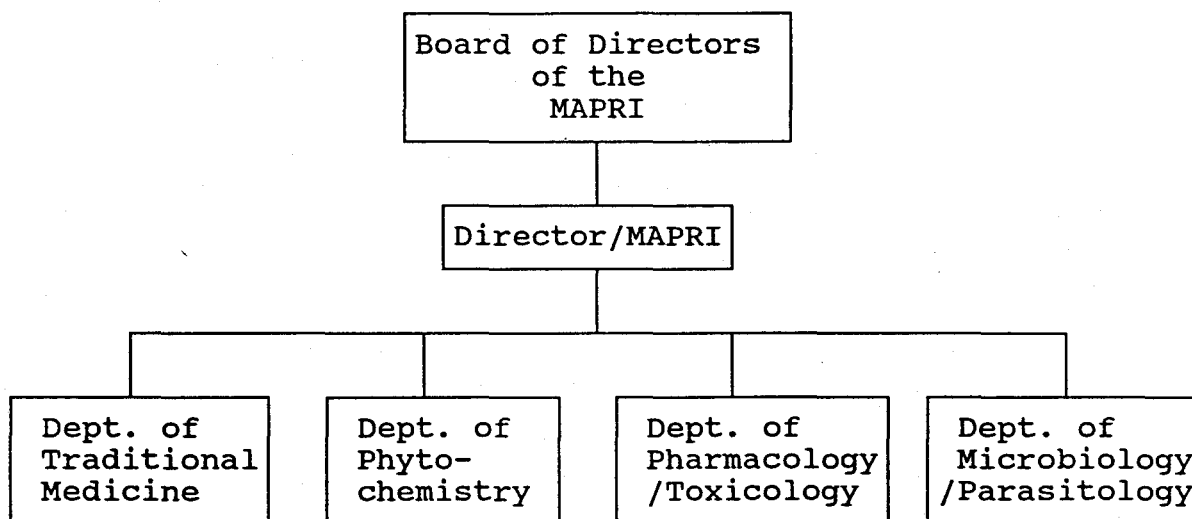 Board of Directors
of the
MAPRI
Director/MAPRI
Dept. of
Traditional
Medicine
Dept. of
Phyto-
chemistry
Dept. of
Pharmacology
/Toxicology
Dept. of
Microbiology
/Parasitology